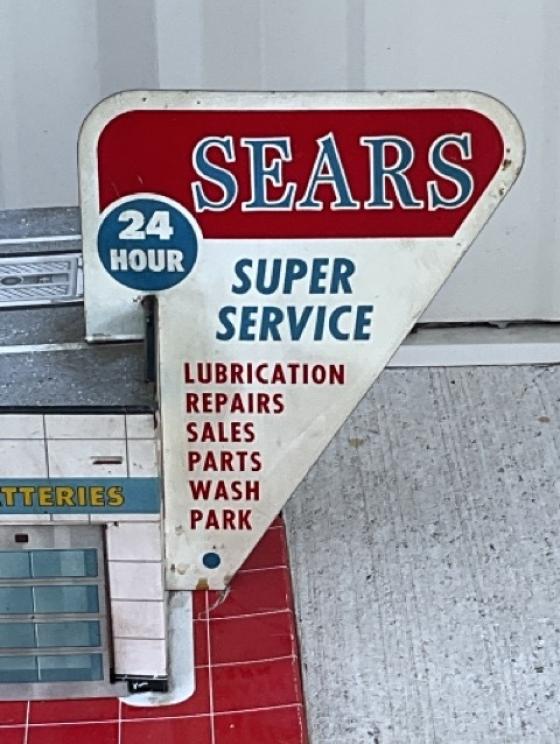 SEARS
24
HOUR
SUPER
SERVICE
LUBRICATION
REPAIRS
SALES
PARTS
WASH
PARK
TTERIES